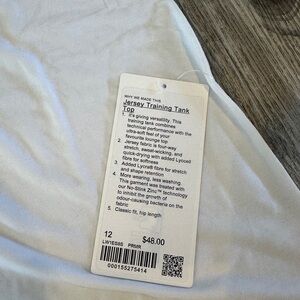 WHY WE MADE THIS
Jersey Training Tank
Top
1. It's giving versatility. This
training tank combines
technical performance with the
ultra-soft feel of your
favourite lounge top
2. Jersey fabric is four-way
stretch, sweat-wicking, and
quick-drying with added Lycra®
fibre for softness
3. Added Lycra® fibre for stretch
and shape retention
4. More wearing, less washing.
This garment was treated with
our No-Stink Zinc™ technology
to inhibit the growth of
odour-causing bacteria on the
fabric
5. Classic fit, hip length
12 $48.00
LW1ES8S PRMR
000155275414